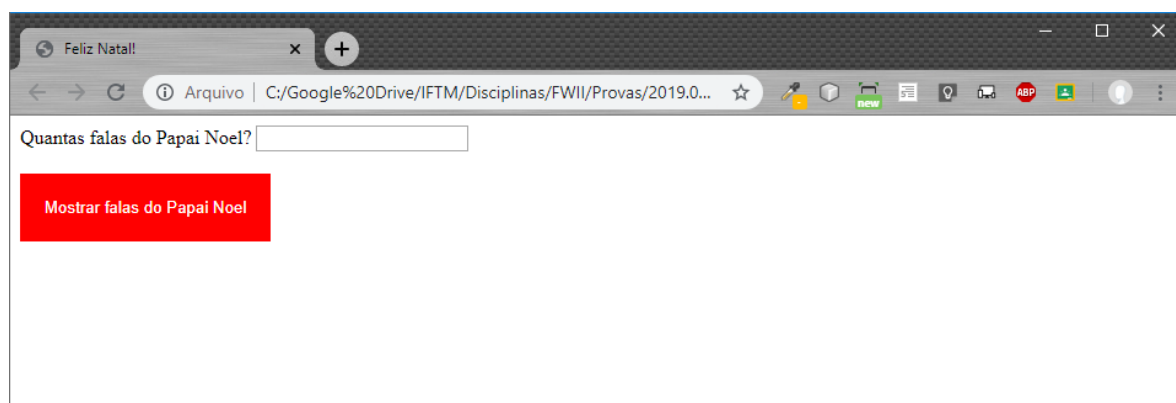 Feliz Natal!
Arquivo | C:/Google%20Drive/IFTM/Disciplinas/FWII/Provas/2019.0...
new
ABP
Quantas falas do Papai Noel?
Mostrar falas do Papai Noel